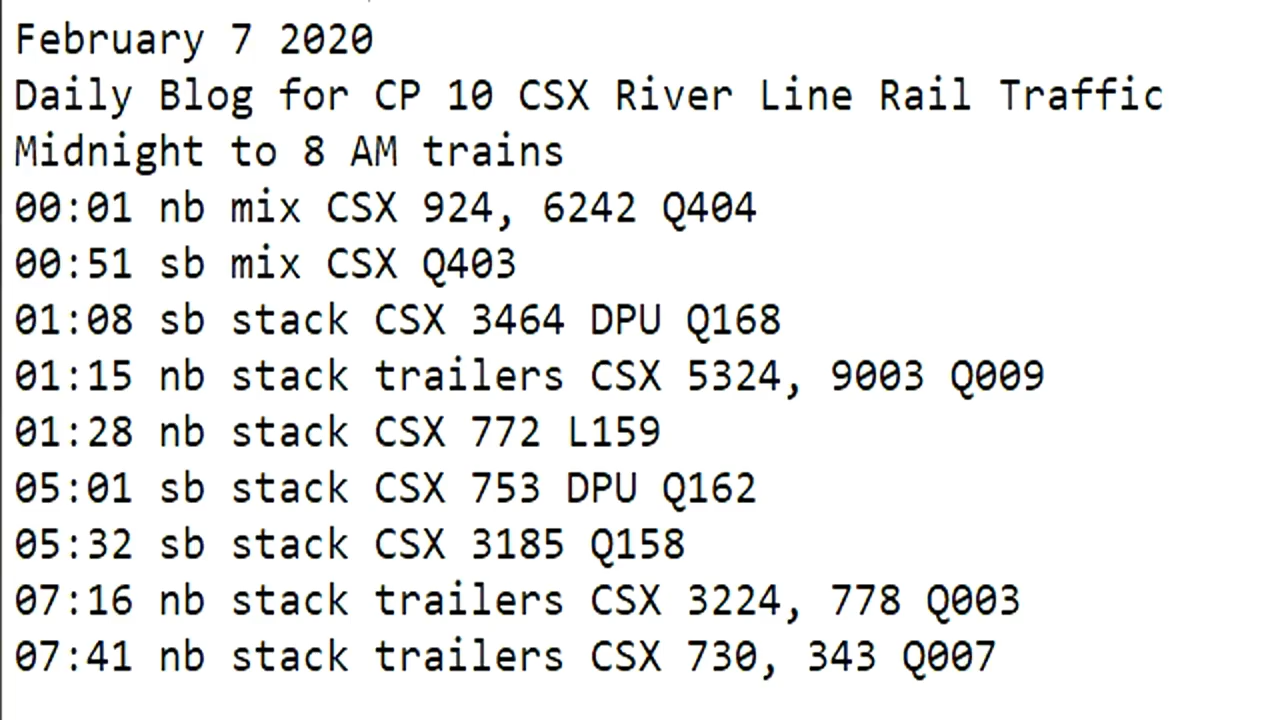 February 7 2020
Daily Blog for CP 10 CSX River Line Rail Traffic
Midnight to 8 AM trains
00:01 nb mix CSX 924, 6242 Q404
00:51 sb mix CSX Q403
01:08 sb stack CSX 3464 DPU Q168
01:15 nb stack trailers CSX 5324, 9003 Q009
01:28 nb stack CSX 772 L159
05:01 sb stack CSX 753 DPU Q162
05:32 sb stack CSX 3185 Q158
07:16 nb stack trailers CSX 3224, 778 Q003
07:41 nb stack trailers CSX 730, 343 Q007